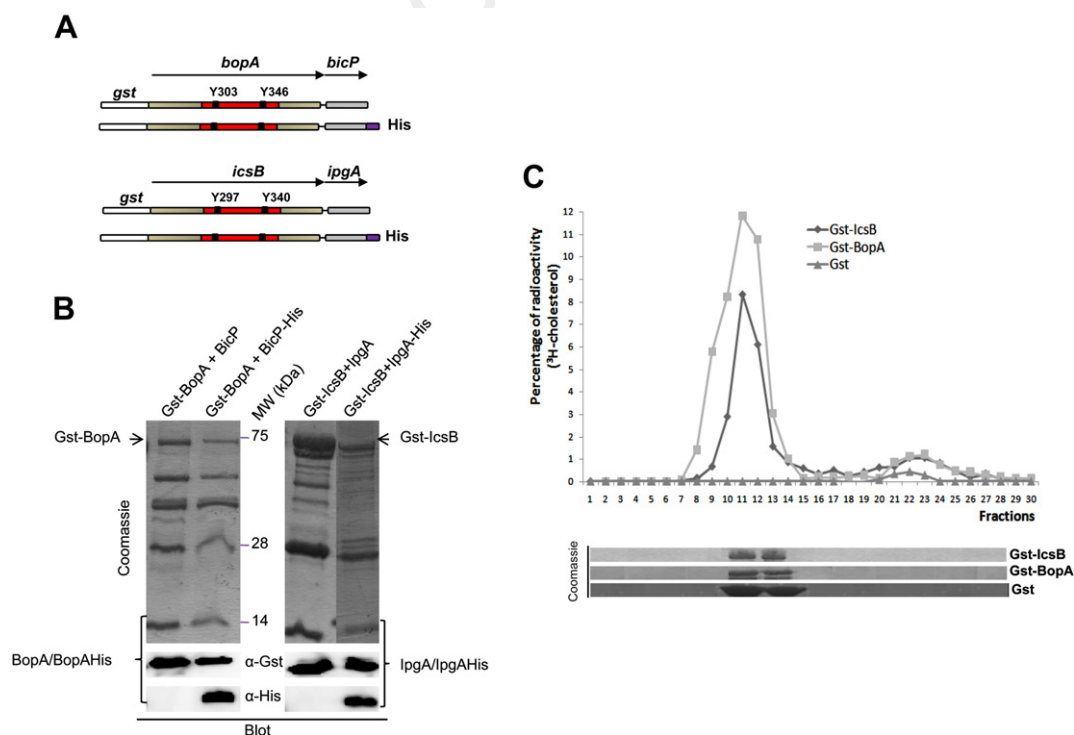 A
bopA bicP
gst Y303 Y346
His
icsB ipgA
gst Y297 Y340
His
B
Gst-BopA + BicP
Gst-BopA + BicP-His
MW (kDa)
Gst-IcsB+IpgA
Gst-IcsB+IpgA-His
Gst-BopA
75
Gst-IcsB
Coomassie
28
14
BopA/BopAHis
α-Gst
IpgA/IpgAHis
α-His
Blot
C
Percentage of radioactivity
(³H-cholesterol)
12
11
10
9
8
7
6
5
4
3
2
1
0
Gst-IcsB
Gst-BopA
Gst
1 2 3 4 5 6 7 8 9 10 11 12 13 14 15 16 17 18 19 20 21 22 23 24 25 26 27 28 29 30
Fractions
Coomassie
Gst-IcsB
Gst-BopA
Gst